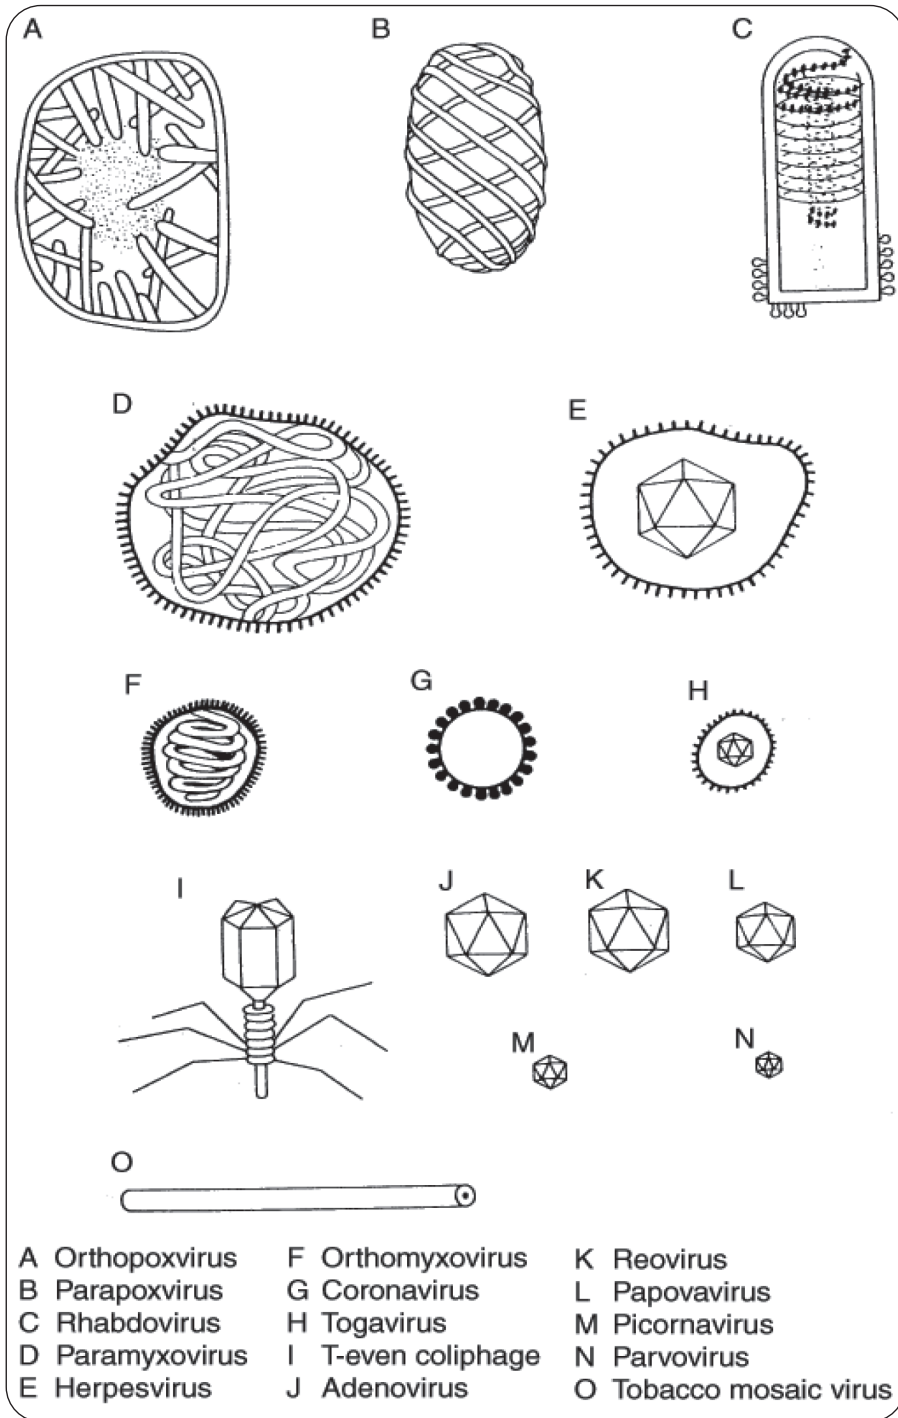 A
B
C
D
E
F
G
H
I
J
K
L
M
N
O
A Orthopoxvirus
B Parapoxvirus
C Rhabdovirus
D Paramyxovirus
E Herpesvirus
F Orthomyxovirus
G Coronavirus
H Togavirus
I T-even coliphage
J Adenovirus
K Reovirus
L Papovavirus
M Picornavirus
N Parvovirus
O Tobacco mosaic virus